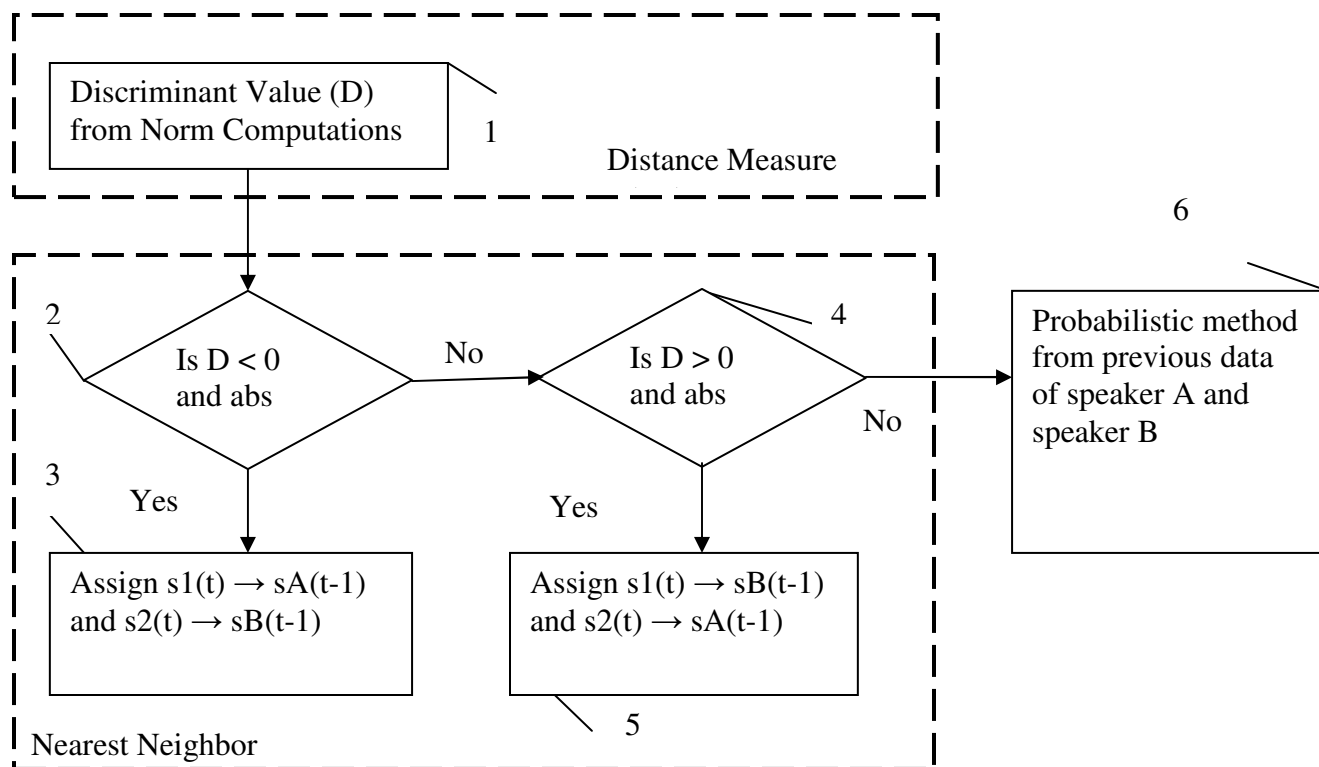 Discriminant Value (D)
from Norm Computations
1
Distance Measure
6
2
Is D < 0
and abs
No
4
Is D > 0
and abs
No
Probabilistic method
from previous data
of speaker A and
speaker B
3
Yes
Yes
Assign s1(t) → sA(t-1)
and s2(t) → sB(t-1)
Assign s1(t) → sB(t-1)
and s2(t) → sA(t-1)
5
Nearest Neighbor